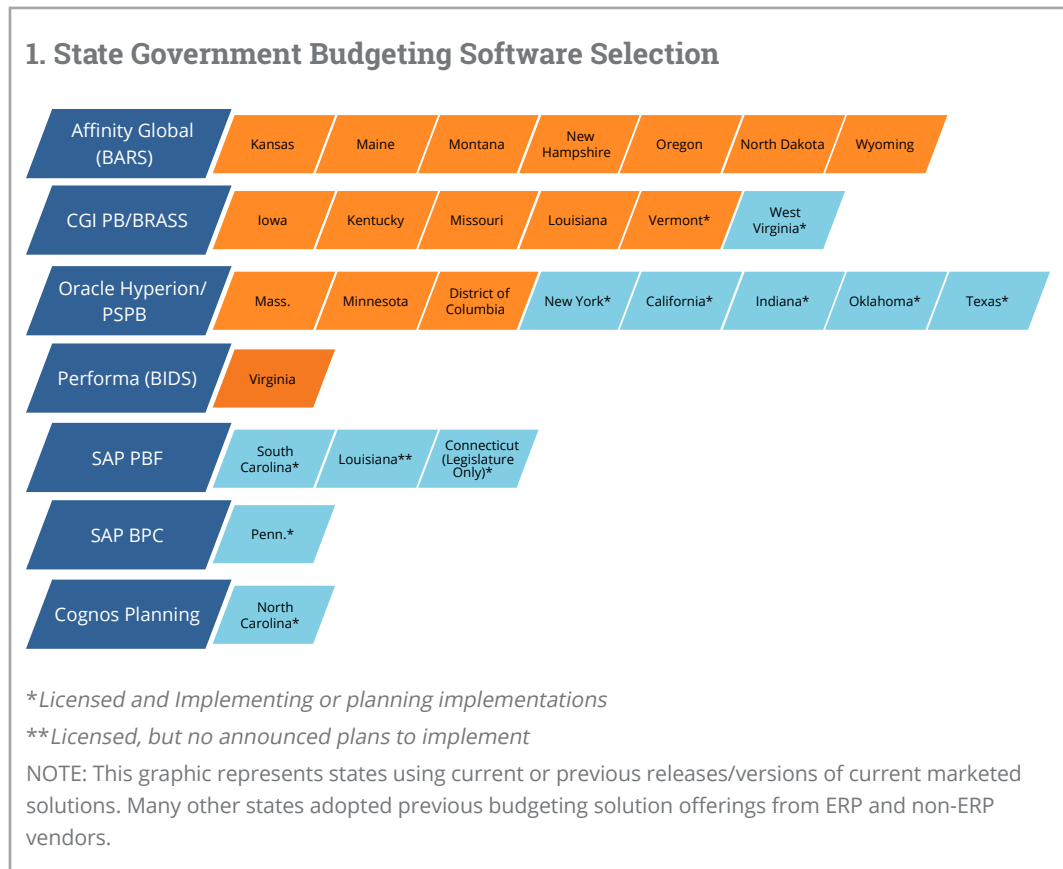 1. State Government Budgeting Software Selection
Affinity Global
(BARS)
Kansas
Maine
Montana
New
Hampshire
Oregon
North Dakota
Wyoming
CGI PB/BRASS
Iowa
Kentucky
Missouri
Louisiana
Vermont*
West
Virginia*
Oracle Hyperion/
PSPB
Mass.
Minnesota
District of
Columbia
New York*
California*
Indiana*
Oklahoma*
Texas*
Performa (BIDS)
Virginia
SAP PBF
South
Carolina*
Louisiana**
Connecticut
(Legislature
Only)*
SAP BPC
Penn.*
Cognos Planning
North
Carolina*
*Licensed and Implementing or planning implementations
**Licensed, but no announced plans to implement
NOTE: This graphic represents states using current or previous releases/versions of current marketed
solutions. Many other states adopted previous budgeting solution offerings from ERP and non-ERP
vendors.